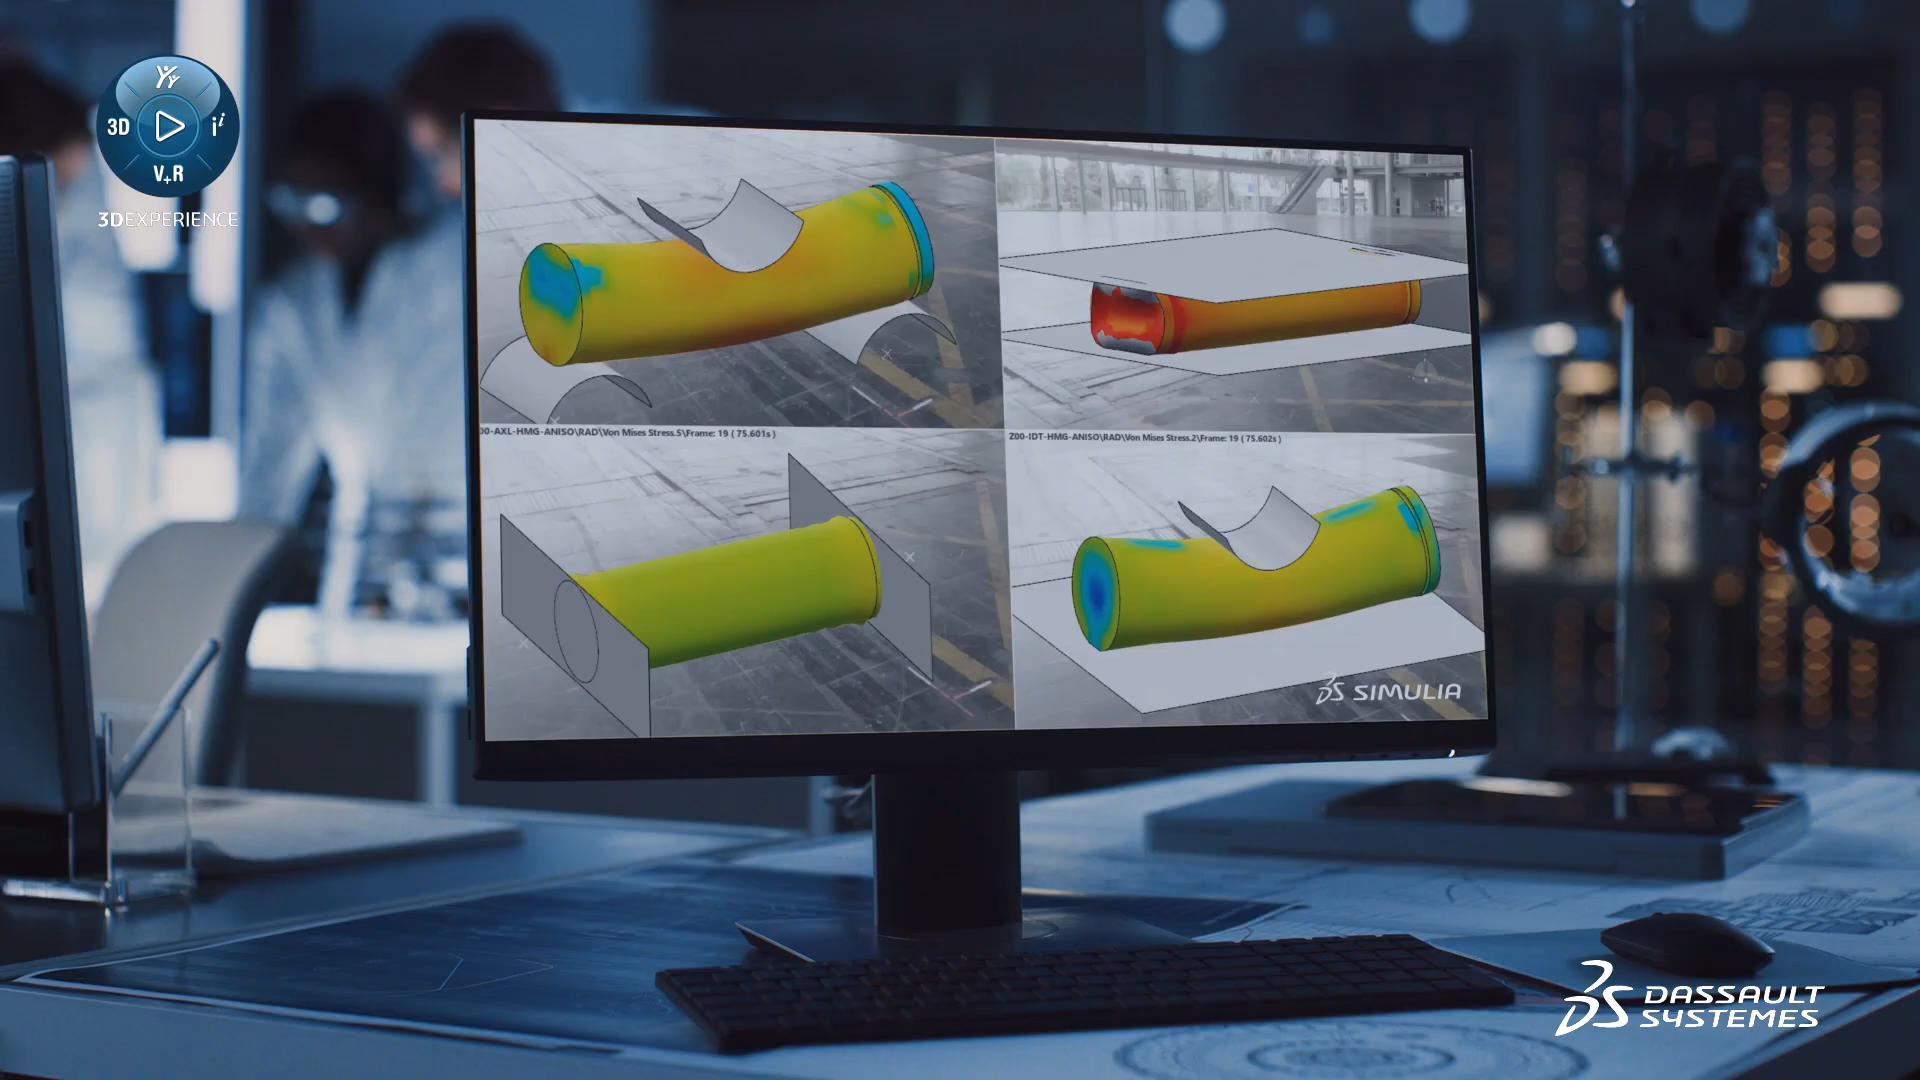 3D
i
V+R
3DEXPERIENCE
00-AXL-HMG-ANISO\RAD\Von Mises Stress.5\Frame: 19 ( 75.601s )
Z00-IDT-HMG-ANISO\RAD\Von Mises Stress.2\Frame: 19 ( 75.602s )
SIMULIA
DASSAULT
SYSTEMES